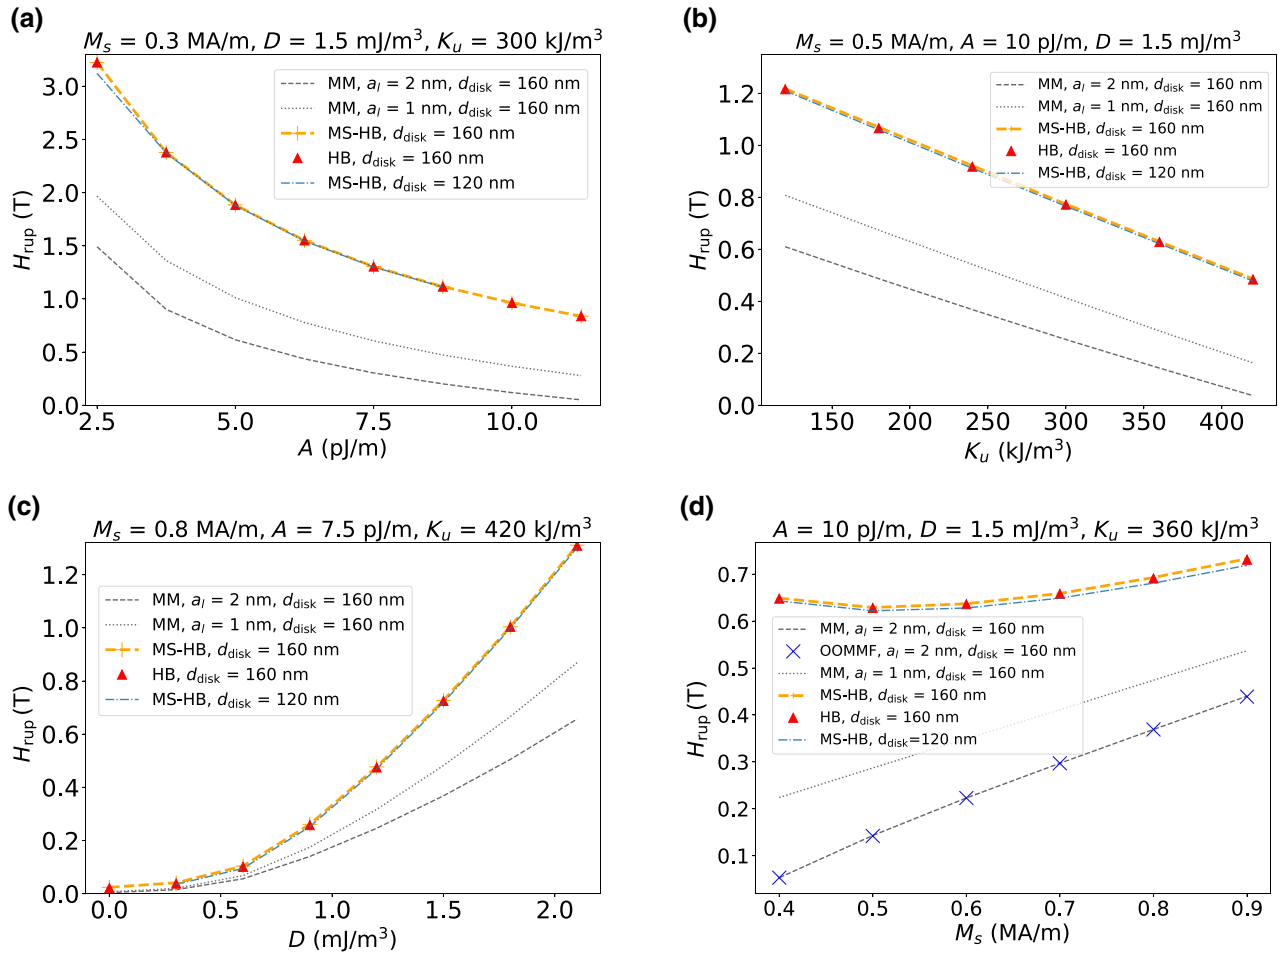 (a)
M_s = 0.3 MA/m, D = 1.5 mJ/m³, K_u = 300 kJ/m³
MM, a_l = 2 nm, d_disk = 160 nm
MM, a_l = 1 nm, d_disk = 160 nm
MS-HB, d_disk = 160 nm
HB, d_disk = 160 nm
MS-HB, d_disk = 120 nm
3.0
2.5
2.0
1.5
1.0
0.5
0.0
H_rup (T)
2.5 5.0 7.5 10.0
A (pJ/m)
(b)
M_s = 0.5 MA/m, A = 10 pJ/m, D = 1.5 mJ/m³
MM, a_l = 2 nm, d_disk = 160 nm
MM, a_l = 1 nm, d_disk = 160 nm
MS-HB, d_disk = 160 nm
HB, d_disk = 160 nm
MS-HB, d_disk = 120 nm
1.2
1.0
0.8
0.6
0.4
0.2
0.0
H_rup (T)
150 200 250 300 350 400
K_u (kJ/m³)
(c)
M_s = 0.8 MA/m, A = 7.5 pJ/m, K_u = 420 kJ/m³
MM, a_l = 2 nm, d_disk = 160 nm
MM, a_l = 1 nm, d_disk = 160 nm
MS-HB, d_disk = 160 nm
HB, d_disk = 160 nm
MS-HB, d_disk = 120 nm
1.2
1.0
0.8
0.6
0.4
0.2
0.0
H_rup (T)
0.0 0.5 1.0 1.5 2.0
D (mJ/m³)
(d)
A = 10 pJ/m, D = 1.5 mJ/m³, K_u = 360 kJ/m³
MM, a_l = 2 nm, d_disk = 160 nm
OOMMF, a_l = 2 nm, d_disk = 160 nm
MM, a_l = 1 nm, d_disk = 160 nm
MS-HB, d_disk = 160 nm
HB, d_disk = 160 nm
MS-HB, d_disk=120 nm
0.7
0.6
0.5
0.4
0.3
0.2
0.1
H_rup (T)
0.4 0.5 0.6 0.7 0.8 0.9
M_s (MA/m)